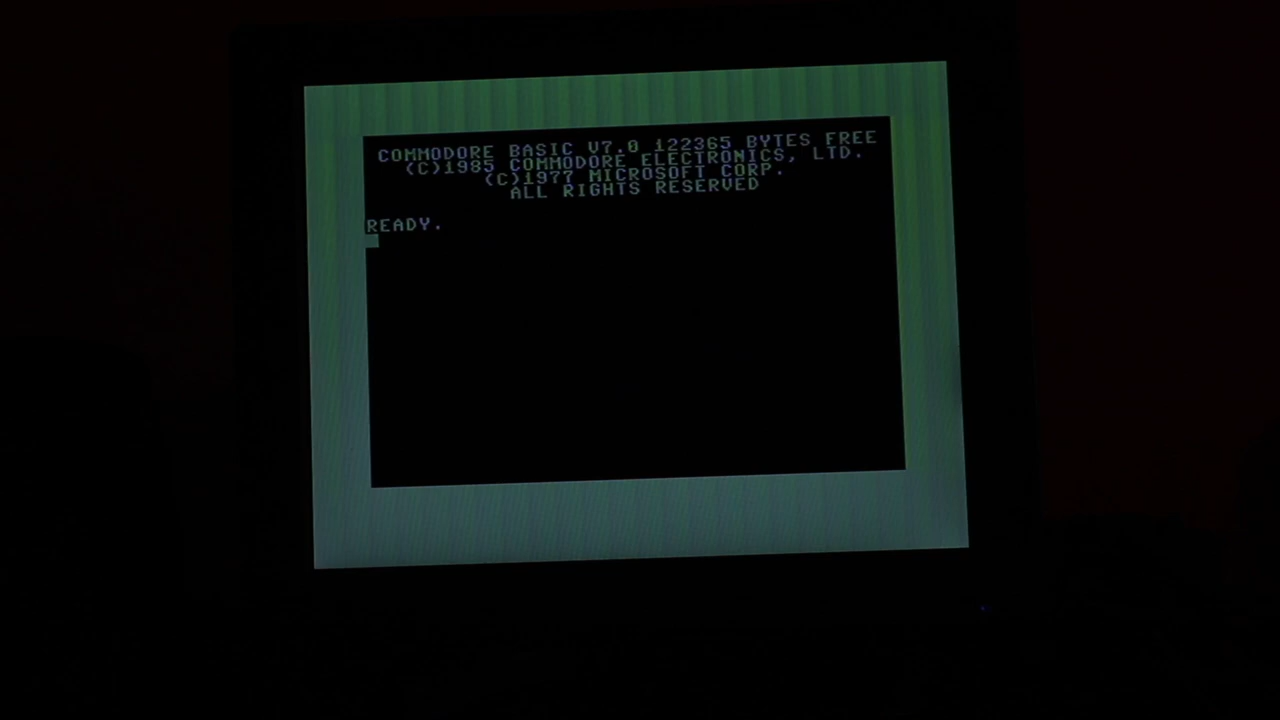 COMMODORE BASIC V7.0 122365 BYTES FREE
(C)1985 COMMODORE ELECTRONICS, LTD.
(C)1977 MICROSOFT CORP.
ALL RIGHTS RESERVED
READY.